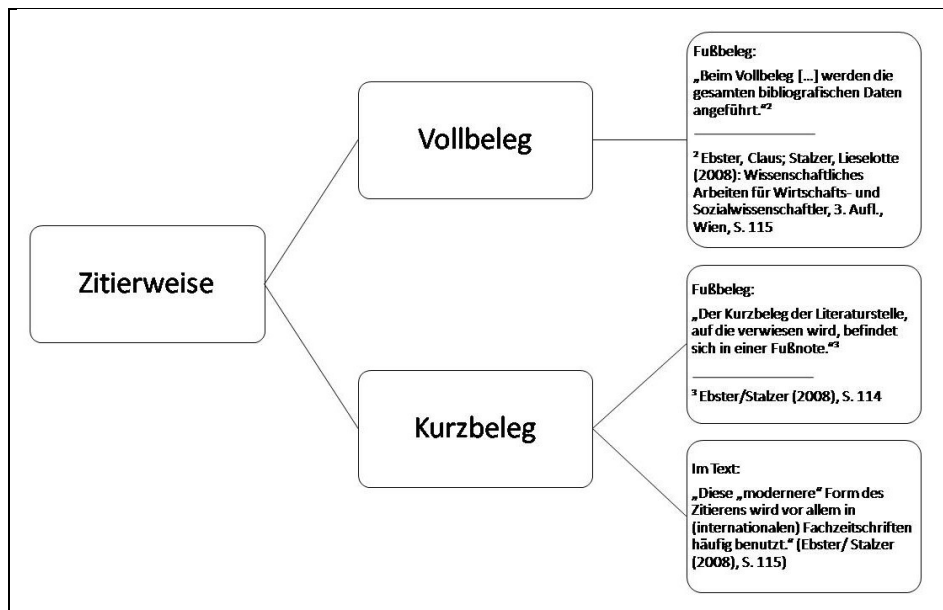 Zitierweise
Vollbeleg
Fußbeleg:
„Beim Vollbeleg [...] werden die
gesamten bibliografischen Daten
angeführt.“²
² Ebster, Claus; Stalzer, Lieselotte
(2008): Wissenschaftliches
Arbeiten für Wirtschafts- und
Sozialwissenschaftler, 3. Aufl.,
Wien, S. 115
Kurzbeleg
Fußbeleg:
„Der Kurzbeleg der Literaturstelle,
auf die verwiesen wird, befindet
sich in einer Fußnote.“³
³ Ebster/Stalzer (2008), S. 114
Im Text:
„Diese „modernere“ Form des
Zitierens wird vor allem in
(internationalen) Fachzeitschriften
häufig benutzt.“ (Ebster/ Stalzer
(2008), S. 115)